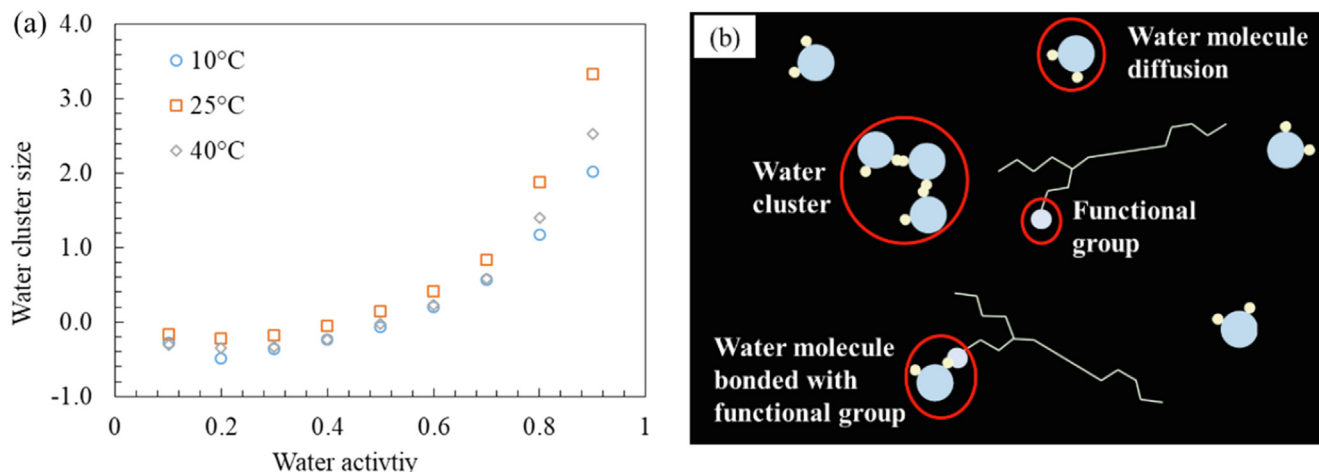 (a)
4.0
3.0
2.0
1.0
0.0
-1.0
Water cluster size
10°C
25°C
40°C
0
0.2
0.4
0.6
0.8
1
Water activtiy
(b)
Water molecule
diffusion
Water
cluster
Functional
group
Water molecule
bonded with
functional group